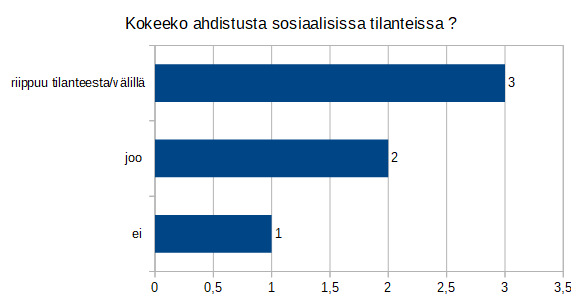 Kokeeko ahdistusta sosiaalisissa tilanteissa ?
riippuu tilanteesta/välillä
3
joo
2
ei
1
0
0,5
1
1,5
2
2,5
3
3,5